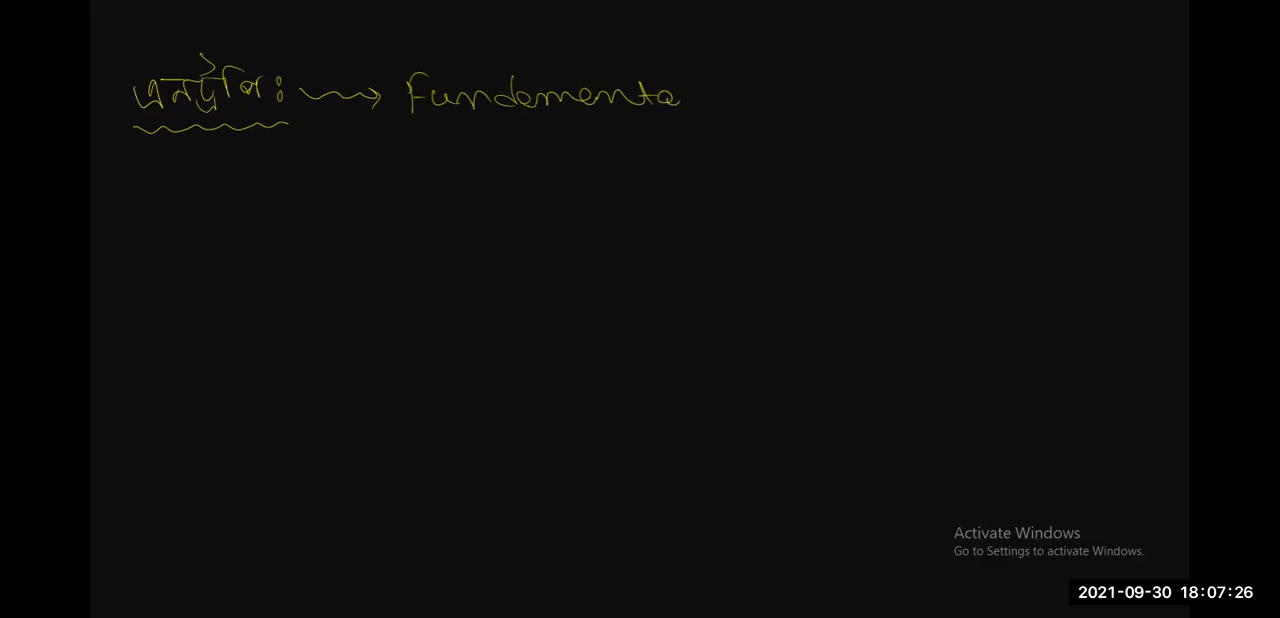 এনট্রপি : → Fundamenta
Activate Windows
Go to Settings to activate Windows.
2021-09-30 18:07:26